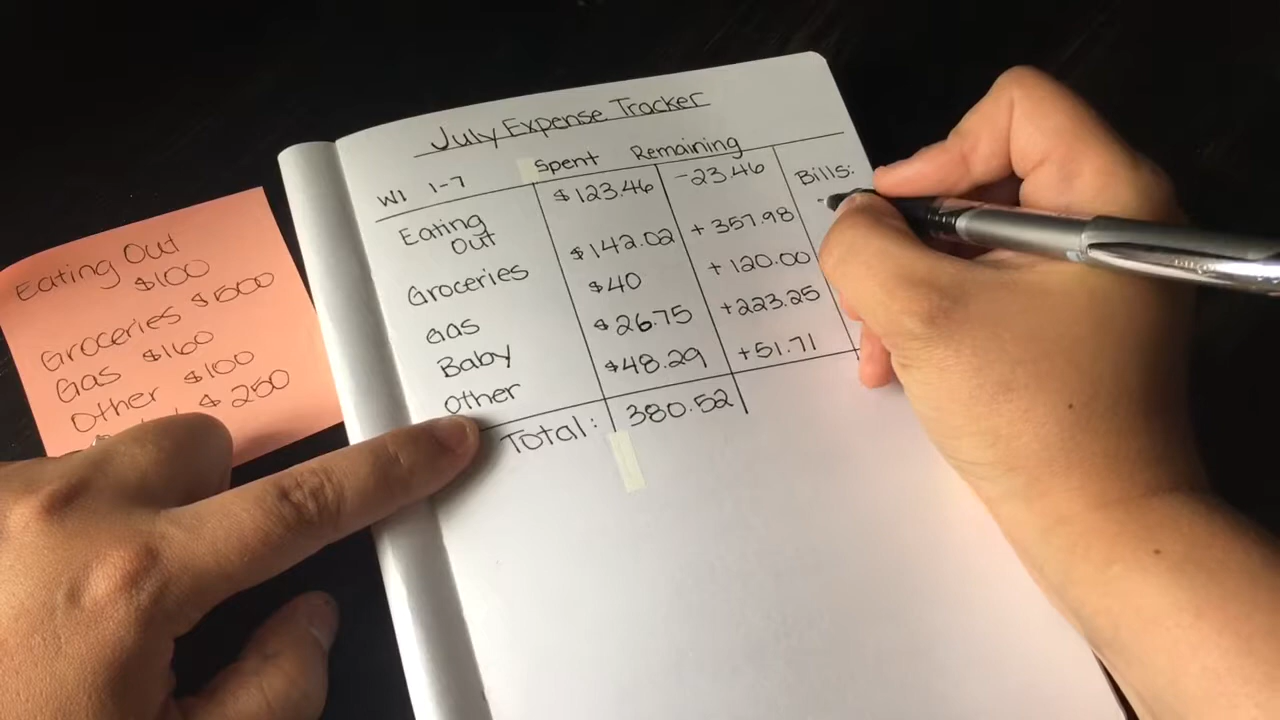 July Expense Tracker
W1 1-7 Spent Remaining
Eating Out $123.46 -23.46 Bills:
Groceries $142.02 +357.98
Gas $40 +120.00
Baby $26.75 +223.25
Other $48.29 +51.71
Total: 380.52
Eating Out
$100
Groceries $500
Gas $160
Other $100
$250